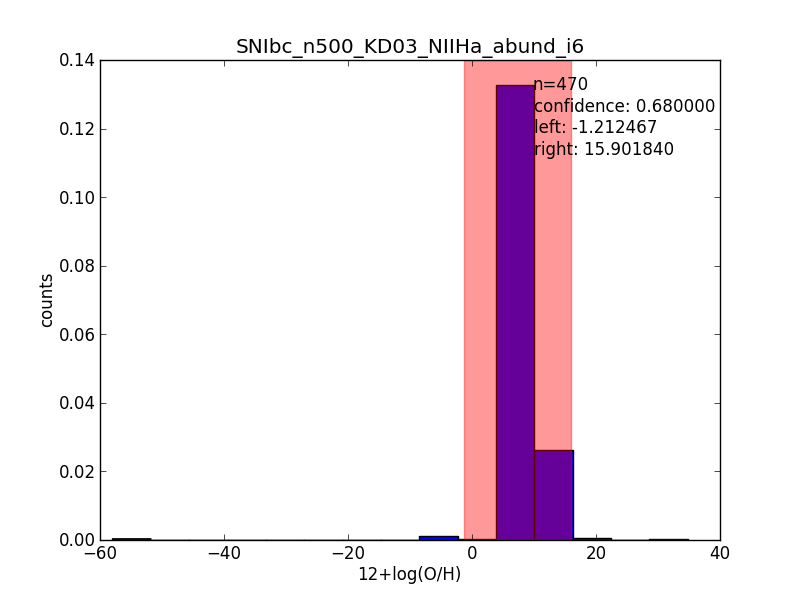 SNIbc_n500_KD03_NIIHa_abund_i6
0.14
0.12
0.10
0.08
0.06
0.04
0.02
0.00
counts
n=470
confidence: 0.680000
left: -1.212467
right: 15.901840
−60 −40 −20 0 20 40
12+log(O/H)